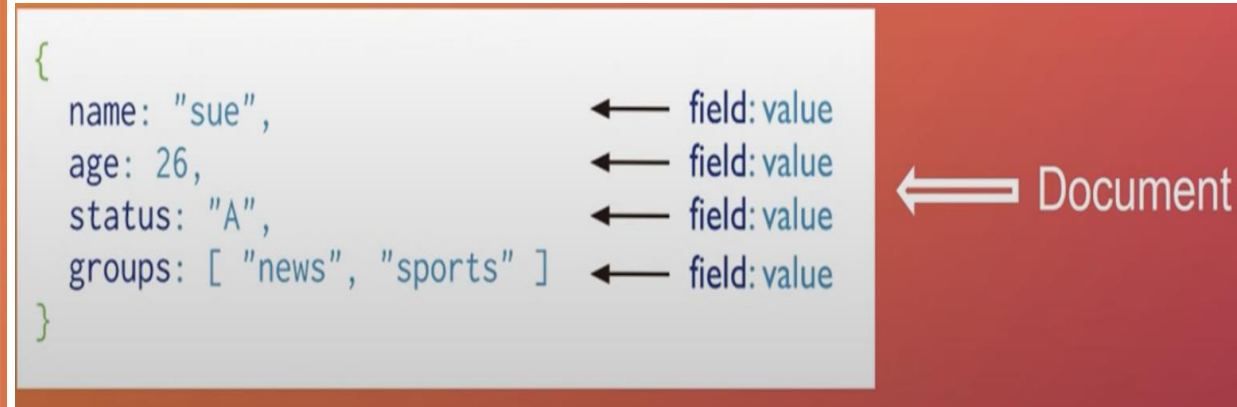 {
name: "sue", field: value
age: 26, field: value
status: "A", field: value
groups: [ "news", "sports" ] field: value
}
Document